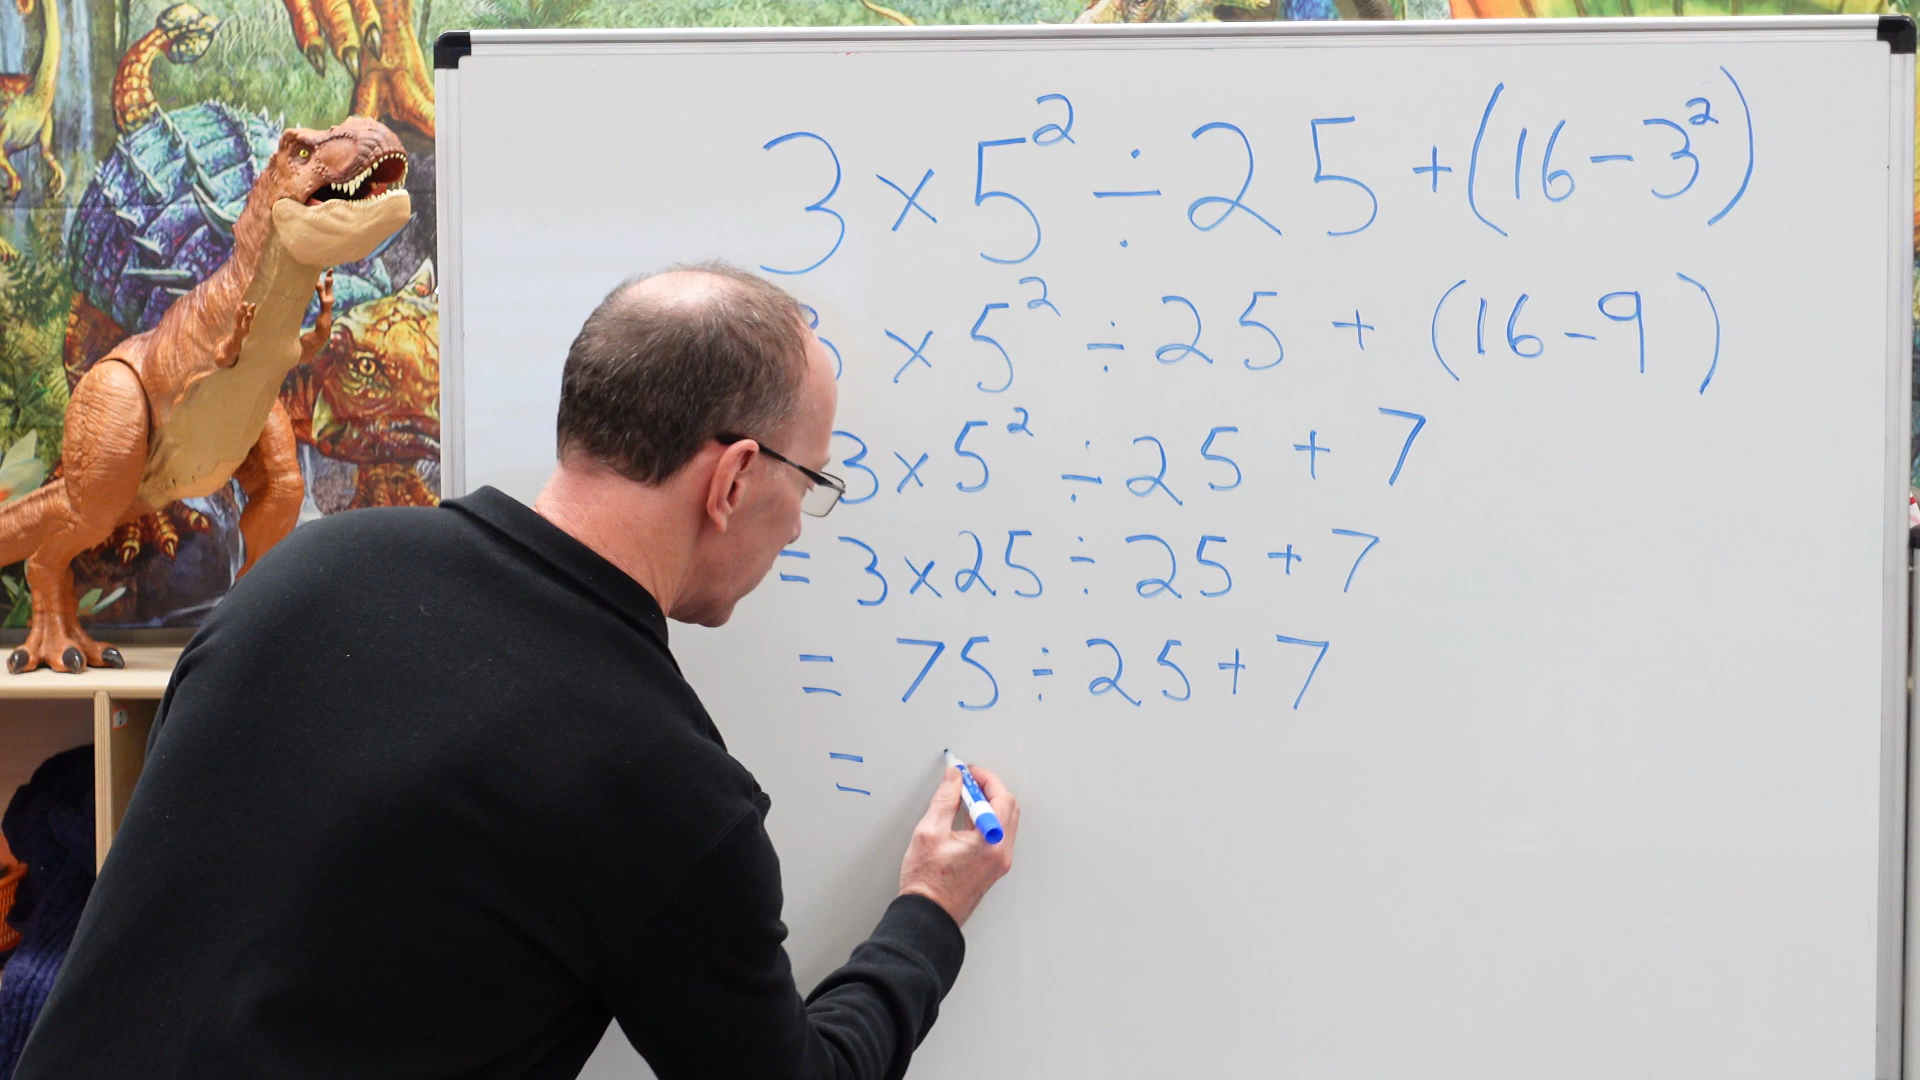 3 × 5² ÷ 25 + (16 - 3²)
3 × 5² ÷ 25 + (16 - 9)
3 × 5² ÷ 25 + 7
= 3 × 25 ÷ 25 + 7
= 75 ÷ 25 + 7
=